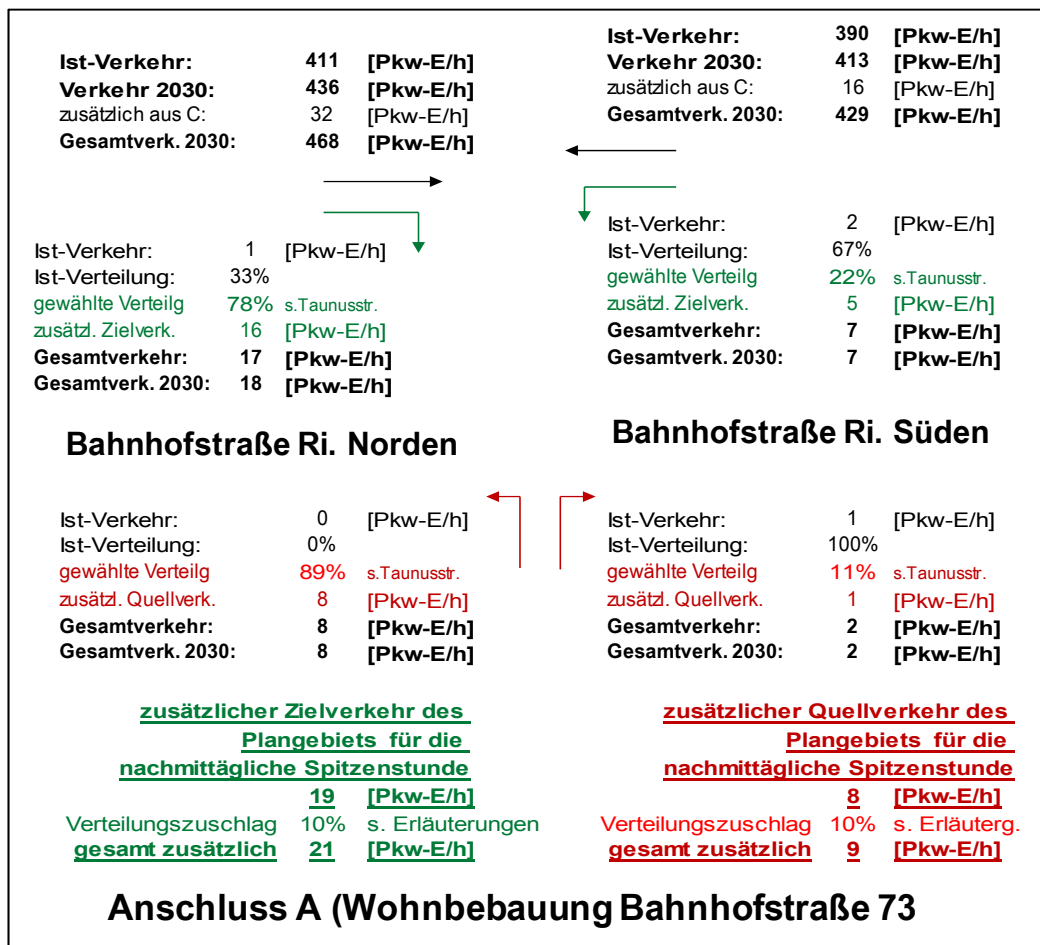 Ist-Verkehr: 411 [Pkw-E/h]
Verkehr 2030: 436 [Pkw-E/h]
zusätzlich aus C: 32 [Pkw-E/h]
Gesamtverk. 2030: 468 [Pkw-E/h]
Ist-Verkehr: 390 [Pkw-E/h]
Verkehr 2030: 413 [Pkw-E/h]
zusätzlich aus C: 16 [Pkw-E/h]
Gesamtverk. 2030: 429 [Pkw-E/h]
Ist-Verkehr: 1 [Pkw-E/h]
Ist-Verteilung: 33%
gewählte Verteilg 78% s.Taunusstr.
zusätzl. Zielverk. 16 [Pkw-E/h]
Gesamtverkehr: 17 [Pkw-E/h]
Gesamtverk. 2030: 18 [Pkw-E/h]
Ist-Verkehr: 2 [Pkw-E/h]
Ist-Verteilung: 67%
gewählte Verteilg 22% s.Taunusstr.
zusätzl. Zielverk. 5 [Pkw-E/h]
Gesamtverkehr: 7 [Pkw-E/h]
Gesamtverk. 2030: 7 [Pkw-E/h]
Bahnhofstraße Ri. Norden
Bahnhofstraße Ri. Süden
Ist-Verkehr: 0 [Pkw-E/h]
Ist-Verteilung: 0%
gewählte Verteilg 89% s.Taunusstr.
zusätzl. Quellverk. 8 [Pkw-E/h]
Gesamtverkehr: 8 [Pkw-E/h]
Gesamtverk. 2030: 8 [Pkw-E/h]
Ist-Verkehr: 1 [Pkw-E/h]
Ist-Verteilung: 100%
gewählte Verteilg 11% s.Taunusstr.
zusätzl. Quellverk. 1 [Pkw-E/h]
Gesamtverkehr: 2 [Pkw-E/h]
Gesamtverk. 2030: 2 [Pkw-E/h]
zusätzlicher Zielverkehr des
Plangebiets für die
nachmittägliche Spitzenstunde
19 [Pkw-E/h]
Verteilungszuschlag 10% s. Erläuterungen
gesamt zusätzlich 21 [Pkw-E/h]
zusätzlicher Quellverkehr des
Plangebiets für die
nachmittägliche Spitzenstunde
8 [Pkw-E/h]
Verteilungszuschlag 10% s. Erläuterg.
gesamt zusätzlich 9 [Pkw-E/h]
Anschluss A (Wohnbebauung Bahnhofstraße 73